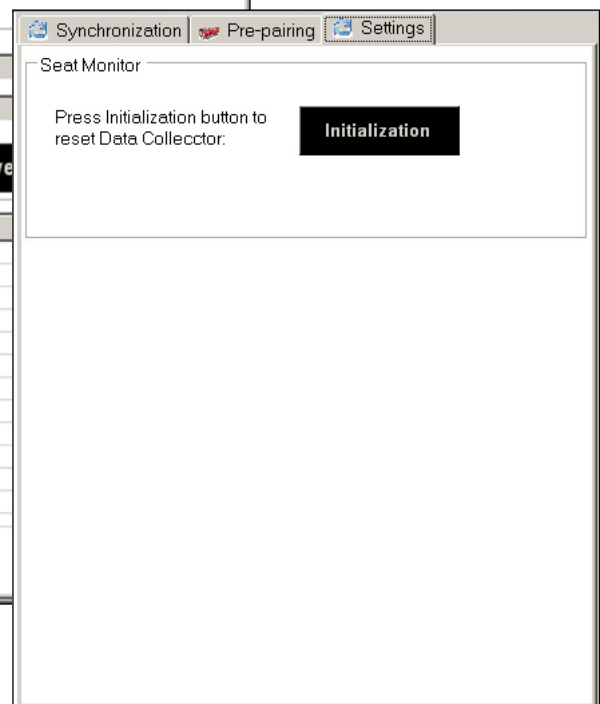 Synchronization Pre-pairing Settings
Seat Monitor
Press Initialization button to
reset Data Collecctor:
Initialization